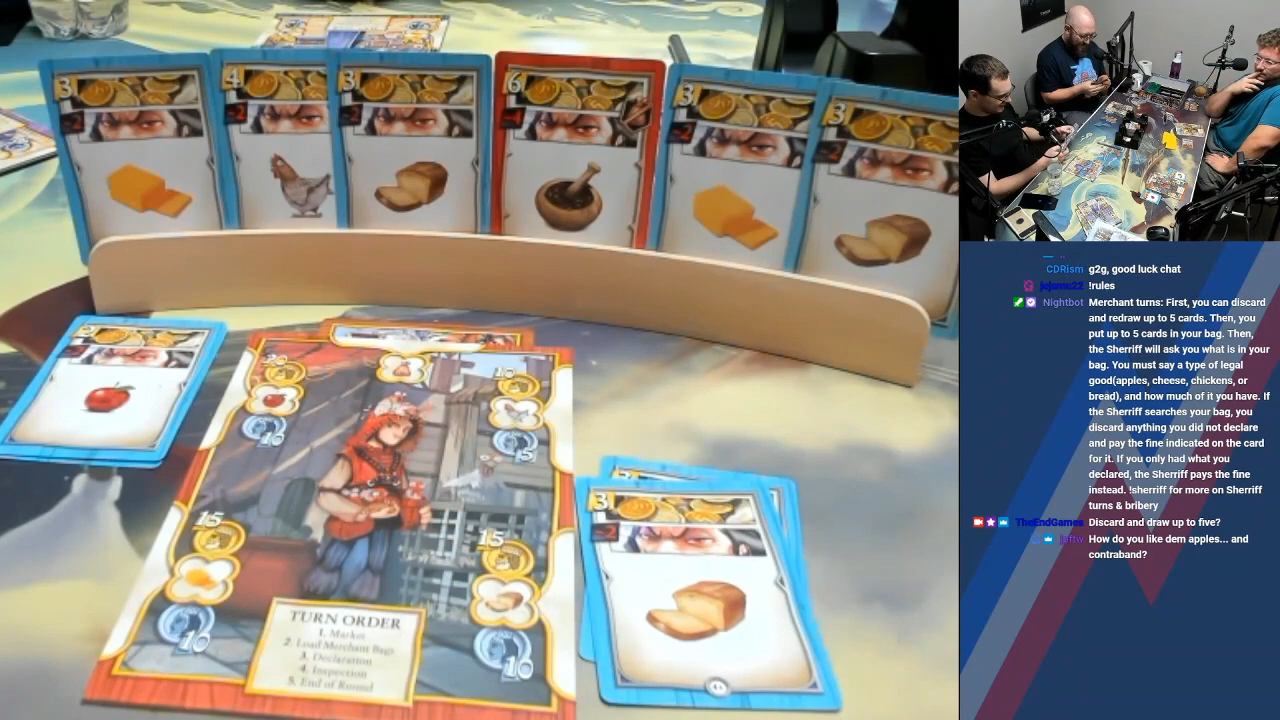 3
4
3
6
3
3
20
10
10
15
15
15
10
10
3
TURN ORDER
1. Market
2. Load Merchant Bags
3. Declaration
4. Inspection
5. End of Round
CDRism g2g, good luck chat
!rules
Nightbot Merchant turns: First, you can discard
and redraw up to 5 cards. Then, you
put up to 5 cards in your bag. Then,
the Sherriff will ask you what is in your
bag. You must say a type of legal
good(apples, cheese, chickens, or
bread), and how much of it you have. If
the Sherriff searches your bag, you
discard anything you did not declare
and pay the fine indicated on the card
for it. If you only had what you
declared, the Sherriff pays the fine
instead. !sherriff for more on Sherriff
turns & bribery
TheEndGames Discard and draw up to five?
How do you like dem apples... and
contraband?